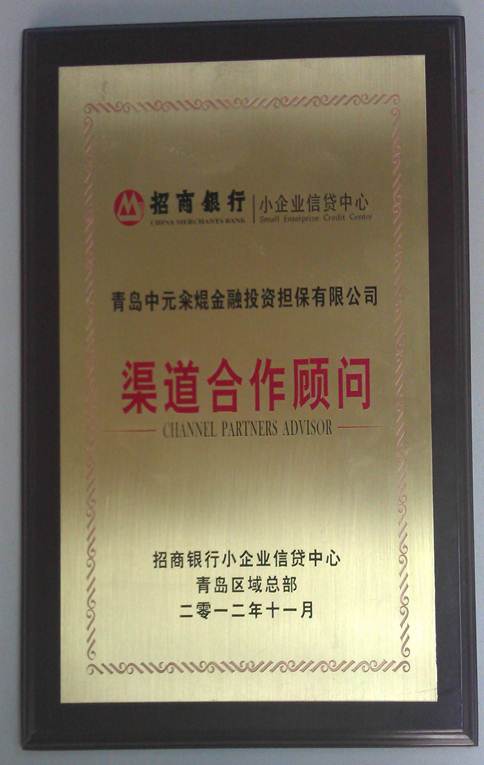 招商银行 小企业信贷中心
CHINA MERCHANTS BANK Small Enterprise Credit Center
青岛中元籴焜金融投资担保有限公司
渠道合作顾问
CHANNEL PARTNERS ADVISOR
招商银行小企业信贷中心
青岛区域总部
二零一二年十一月